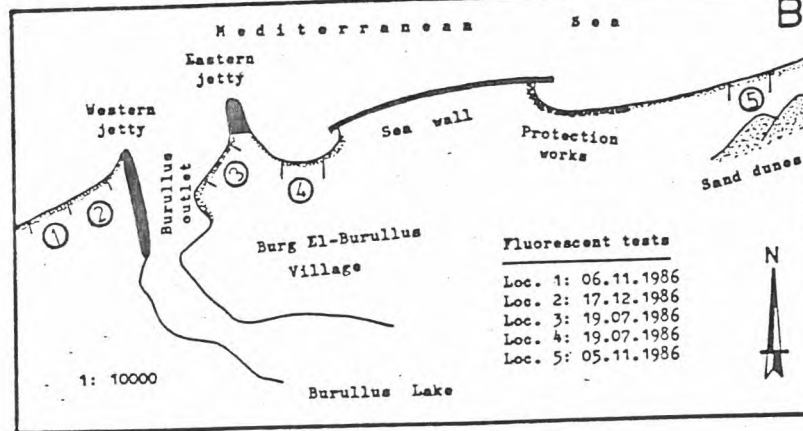 B
Mediterranean Sea
Eastern
jetty
Western
jetty
Burullus
outlet
Sea wall
Protection
works
Sand dunes
1
2
3
4
5
Burg El-Burullus
Village
Fluorescent tests
Loc. 1: 06.11.1986
Loc. 2: 17.12.1986
Loc. 3: 19.07.1986
Loc. 4: 19.07.1986
Loc. 5: 05.11.1986
N
1: 10000
Burullus Lake